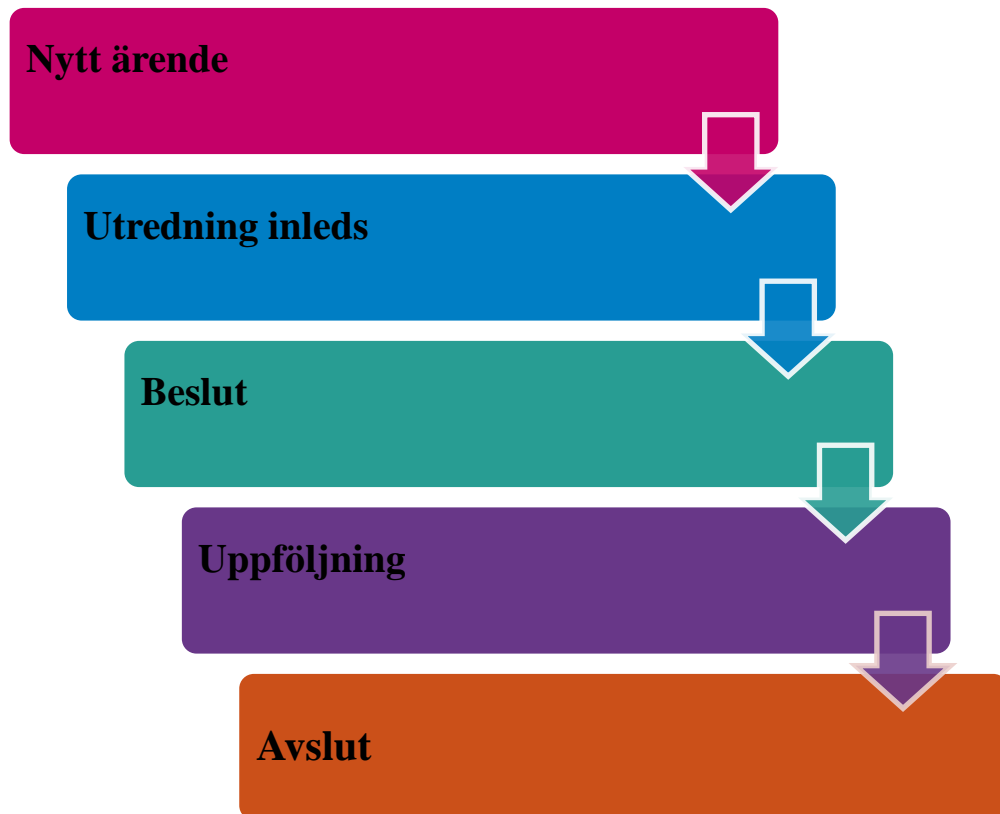 Nytt ärende
Utredning inleds
Beslut
Uppföljning
Avslut